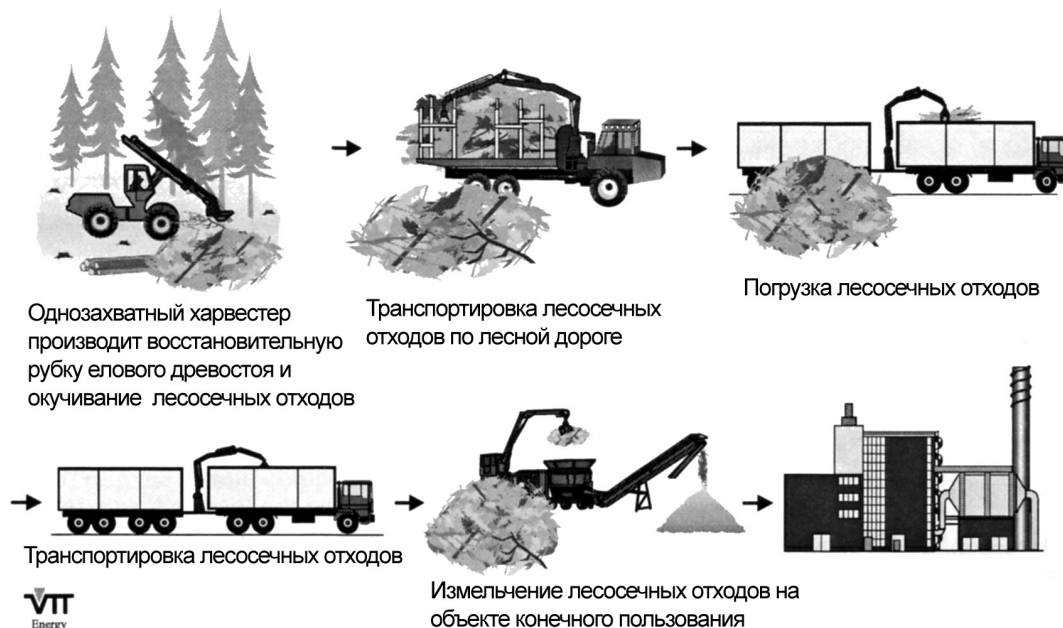 Однозахватный харвестер
производит восстановительную
рубку елового древостоя и
окучивание лесосечных отходов
Транспортировка лесосечных
отходов по лесной дороге
Погрузка лесосечных отходов
Транспортировка лесосечных отходов
Измельчение лесосечных отходов на
объекте конечного пользования
VTT
Energy